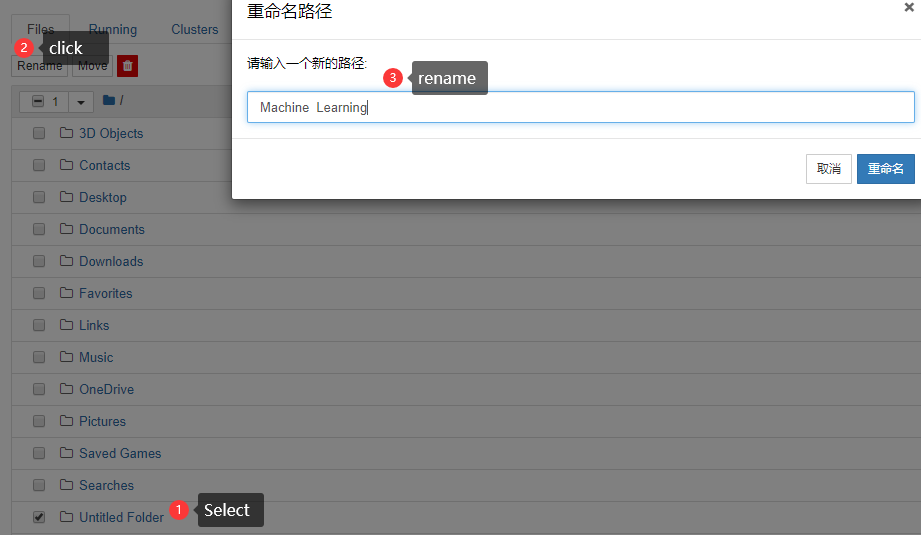 重命名路径
Files Running Clusters
2 click
请输入一个新的路径:
Rename Move
3 rename
1 /
Machine Learning
3D Objects
Contacts
取消 重命名
Desktop
Documents
Downloads
Favorites
Links
Music
OneDrive
Pictures
Saved Games
Searches
1 Select
Untitled Folder